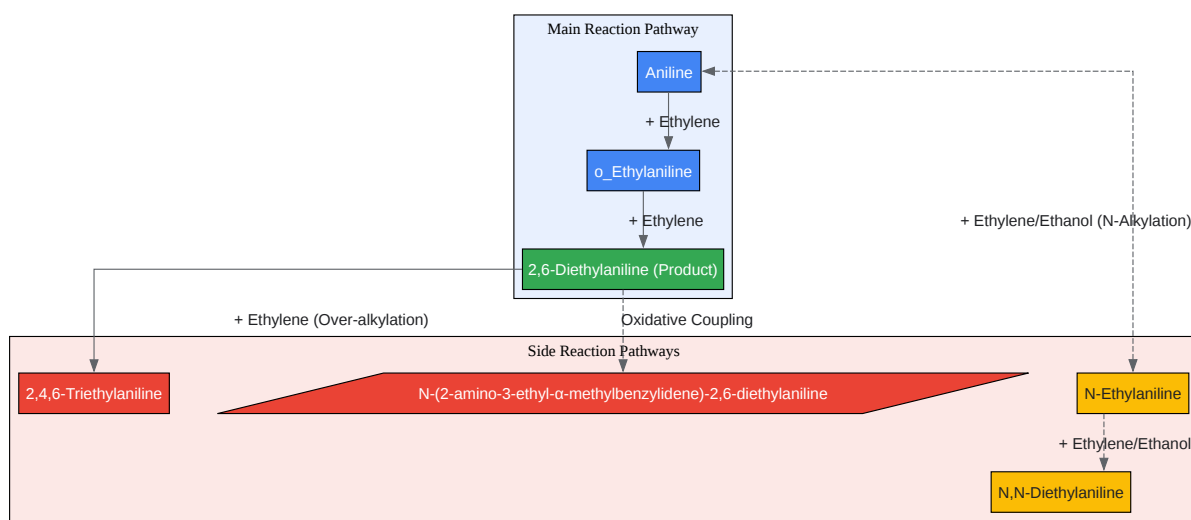 Main Reaction Pathway
Aniline
+ Ethylene
o_Ethylaniline
+ Ethylene
+ Ethylene/Ethanol (N-Alkylation)
2,6-Diethylaniline (Product)
+ Ethylene (Over-alkylation)
Oxidative Coupling
Side Reaction Pathways
2,4,6-Triethylaniline
N-(2-amino-3-ethyl-α-methylbenzylidene)-2,6-diethylaniline
N-Ethylaniline
+ Ethylene/Ethanol
N,N-Diethylaniline